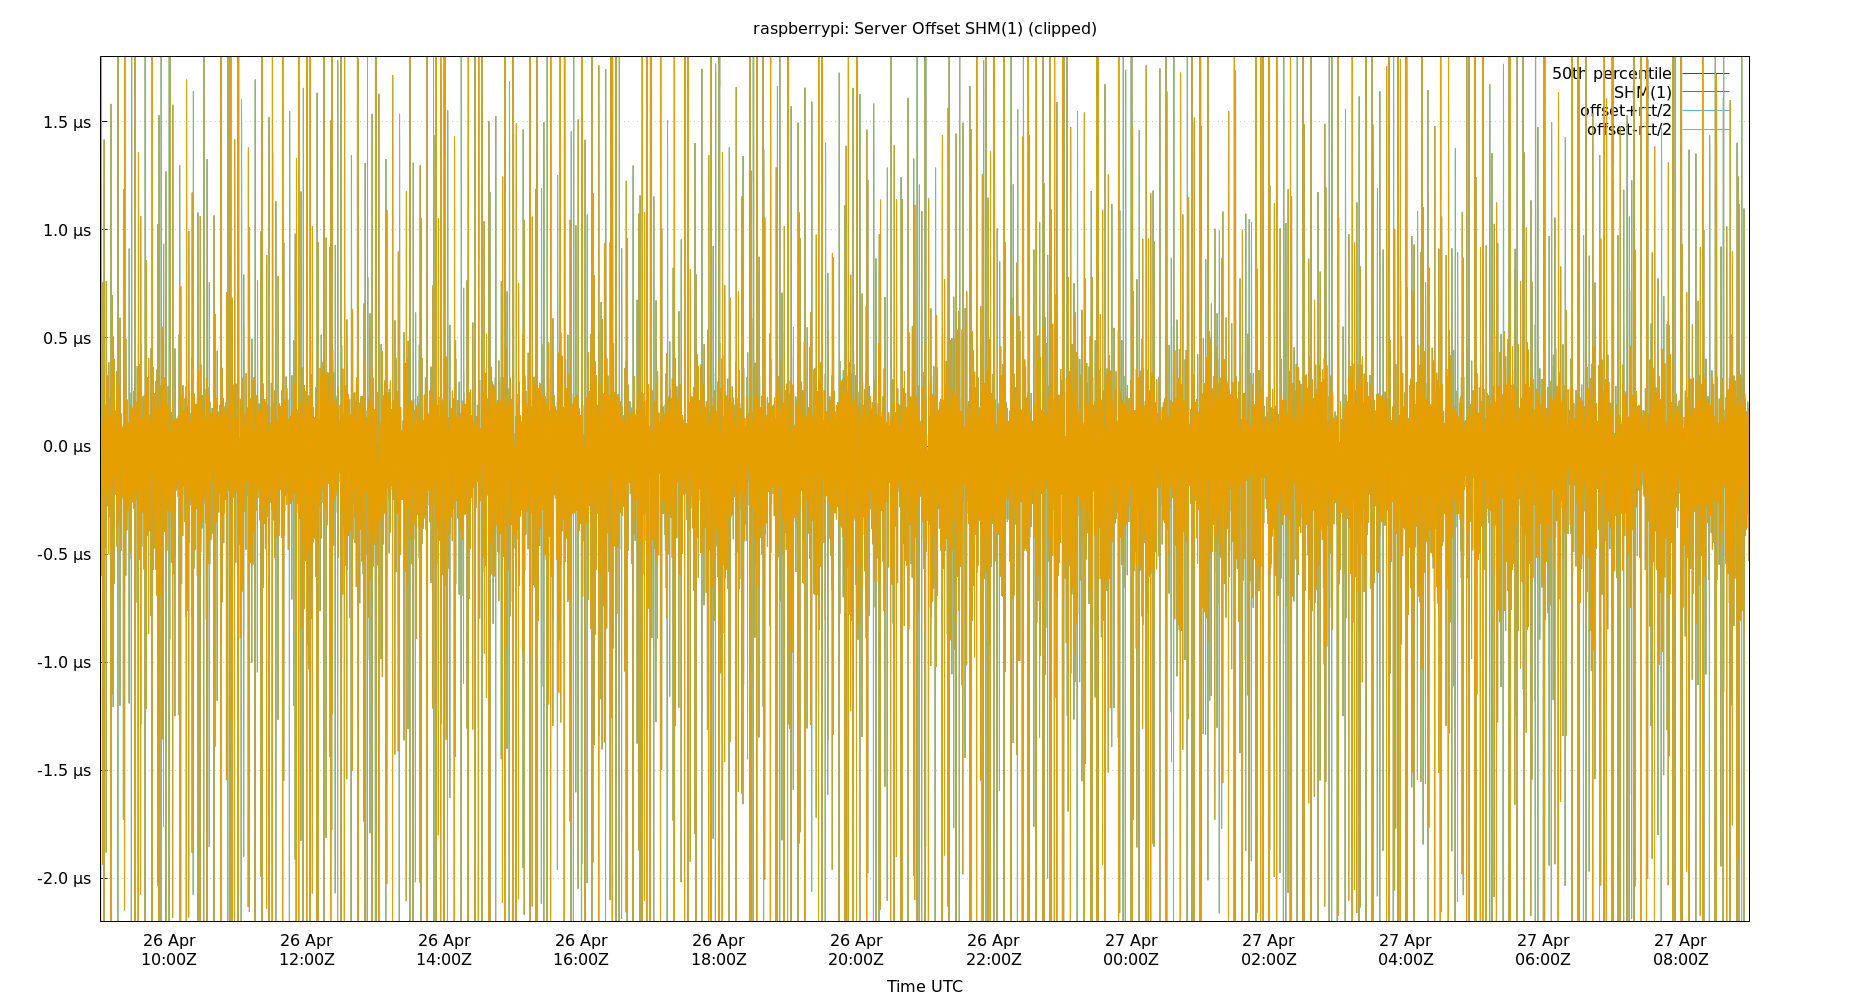 raspberrypi: Server Offset SHM(1) (clipped)
50th percentile
SHM(1)
offset+rtt/2
offset-rtt/2
1.5 µs
1.0 µs
0.5 µs
0.0 µs
-0.5 µs
-1.0 µs
-1.5 µs
-2.0 µs
26 Apr 26 Apr 26 Apr 26 Apr 26 Apr 26 Apr 26 Apr 27 Apr 27 Apr 27 Apr 27 Apr 27 Apr
10:00Z 12:00Z 14:00Z 16:00Z 18:00Z 20:00Z 22:00Z 00:00Z 02:00Z 04:00Z 06:00Z 08:00Z
Time UTC